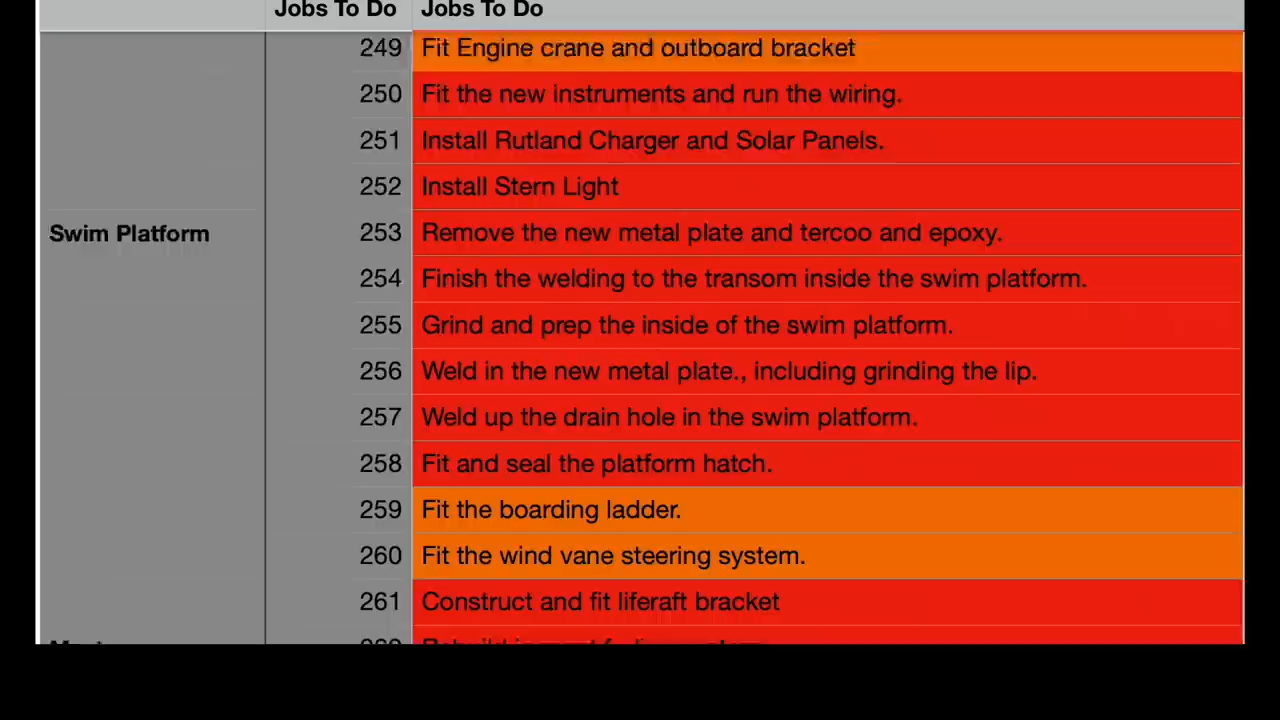 Jobs To Do Jobs To Do
249 Fit Engine crane and outboard bracket
250 Fit the new instruments and run the wiring.
251 Install Rutland Charger and Solar Panels.
252 Install Stern Light
Swim Platform 253 Remove the new metal plate and tercoo and epoxy.
254 Finish the welding to the transom inside the swim platform.
255 Grind and prep the inside of the swim platform.
256 Weld in the new metal plate., including grinding the lip.
257 Weld up the drain hole in the swim platform.
258 Fit and seal the platform hatch.
259 Fit the boarding ladder.
260 Fit the wind vane steering system.
261 Construct and fit liferaft bracket